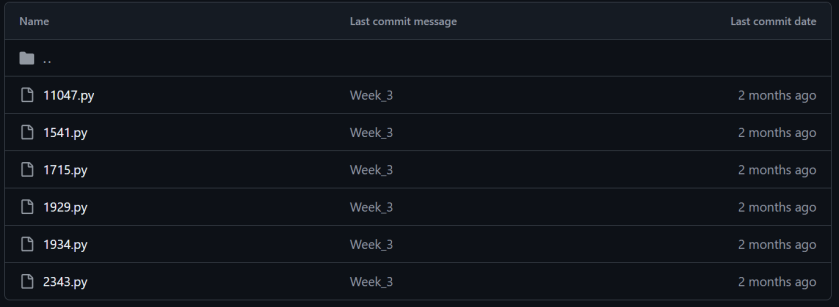 Name Last commit message Last commit date
..
11047.py Week_3 2 months ago
1541.py Week_3 2 months ago
1715.py Week_3 2 months ago
1929.py Week_3 2 months ago
1934.py Week_3 2 months ago
2343.py Week_3 2 months ago